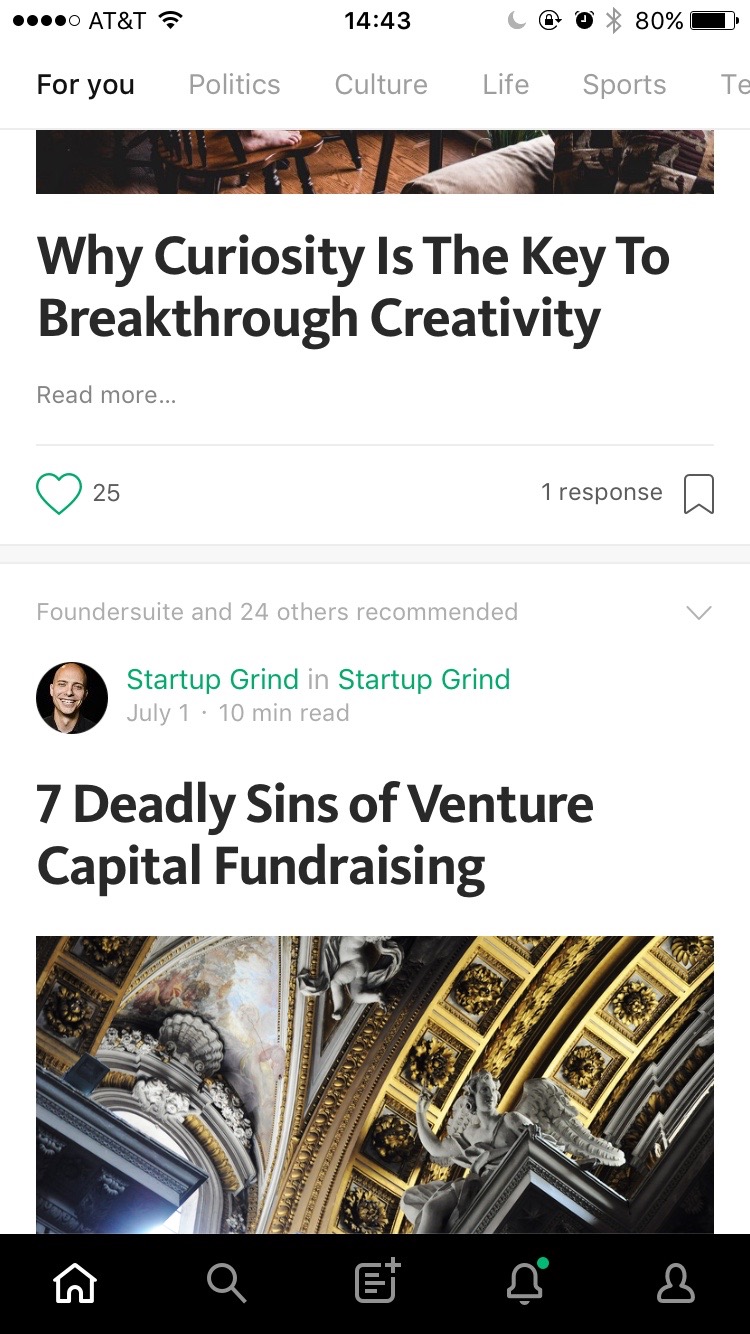 AT&T 14:43 80%
For you Politics Culture Life Sports Te
Why Curiosity Is The Key To
Breakthrough Creativity
Read more...
25 1 response
Foundersuite and 24 others recommended
Startup Grind in Startup Grind
July 1 · 10 min read
7 Deadly Sins of Venture
Capital Fundraising